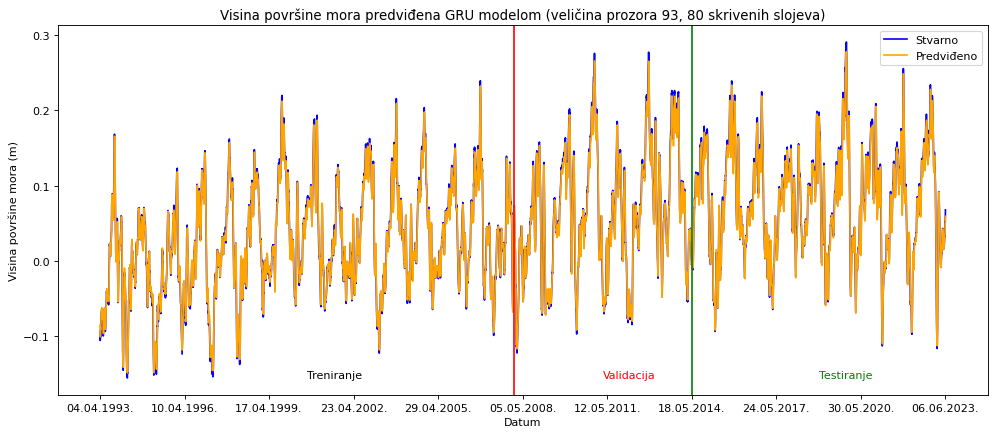 Visina površine mora predviđena GRU modelom (veličina prozora 93, 80 skrivenih slojeva)
Stvarno
Predviđeno
Visina površine mora (m)
0.3
0.2
0.1
0.0
−0.1
Treniranje
Validacija
Testiranje
04.04.1993. 10.04.1996. 17.04.1999. 23.04.2002. 29.04.2005. 05.05.2008. 12.05.2011. 18.05.2014. 24.05.2017. 30.05.2020. 06.06.2023.
Datum